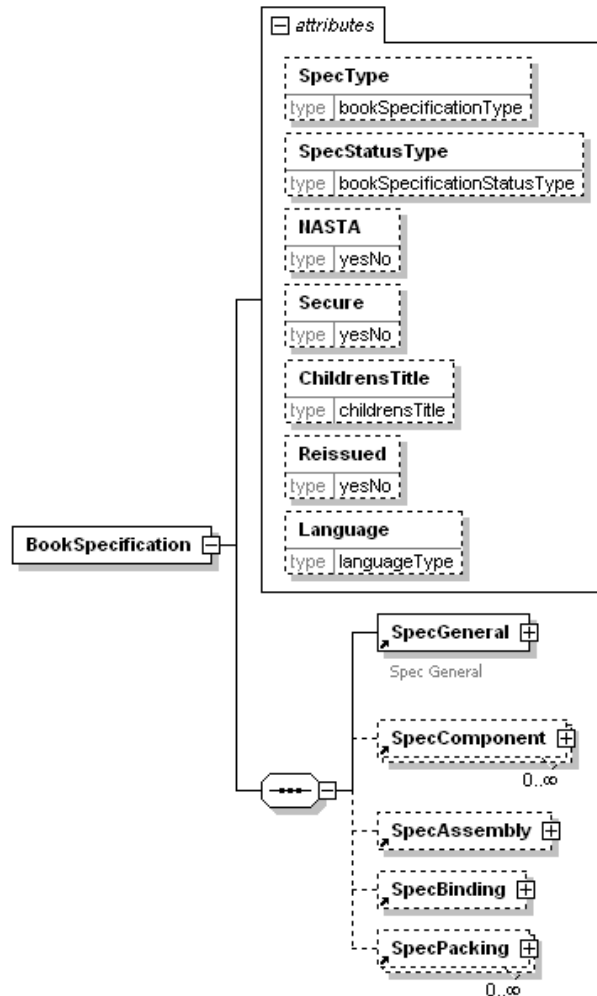 attributes
SpecType
type bookSpecificationType
SpecStatusType
type bookSpecificationStatusType
NASTA
type yesNo
Secure
type yesNo
ChildrensTitle
type childrensTitle
Reissued
type yesNo
Language
type languageType
BookSpecification
SpecGeneral
Spec General
SpecComponent
0..∞
SpecAssembly
SpecBinding
SpecPacking
0..∞